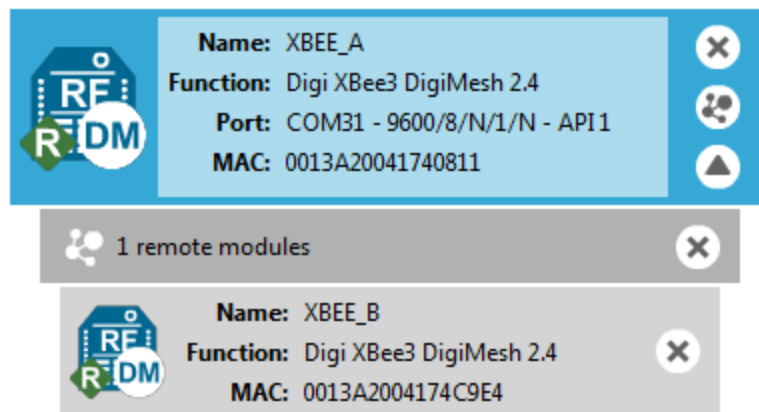 RF
R DM
Name: XBEE_A
Function: Digi XBee3 DigiMesh 2.4
Port: COM31 - 9600/8/N/1/N - API 1
MAC: 0013A20041740811
1 remote modules
RF
R DM
Name: XBEE_B
Function: Digi XBee3 DigiMesh 2.4
MAC: 0013A2004174C9E4